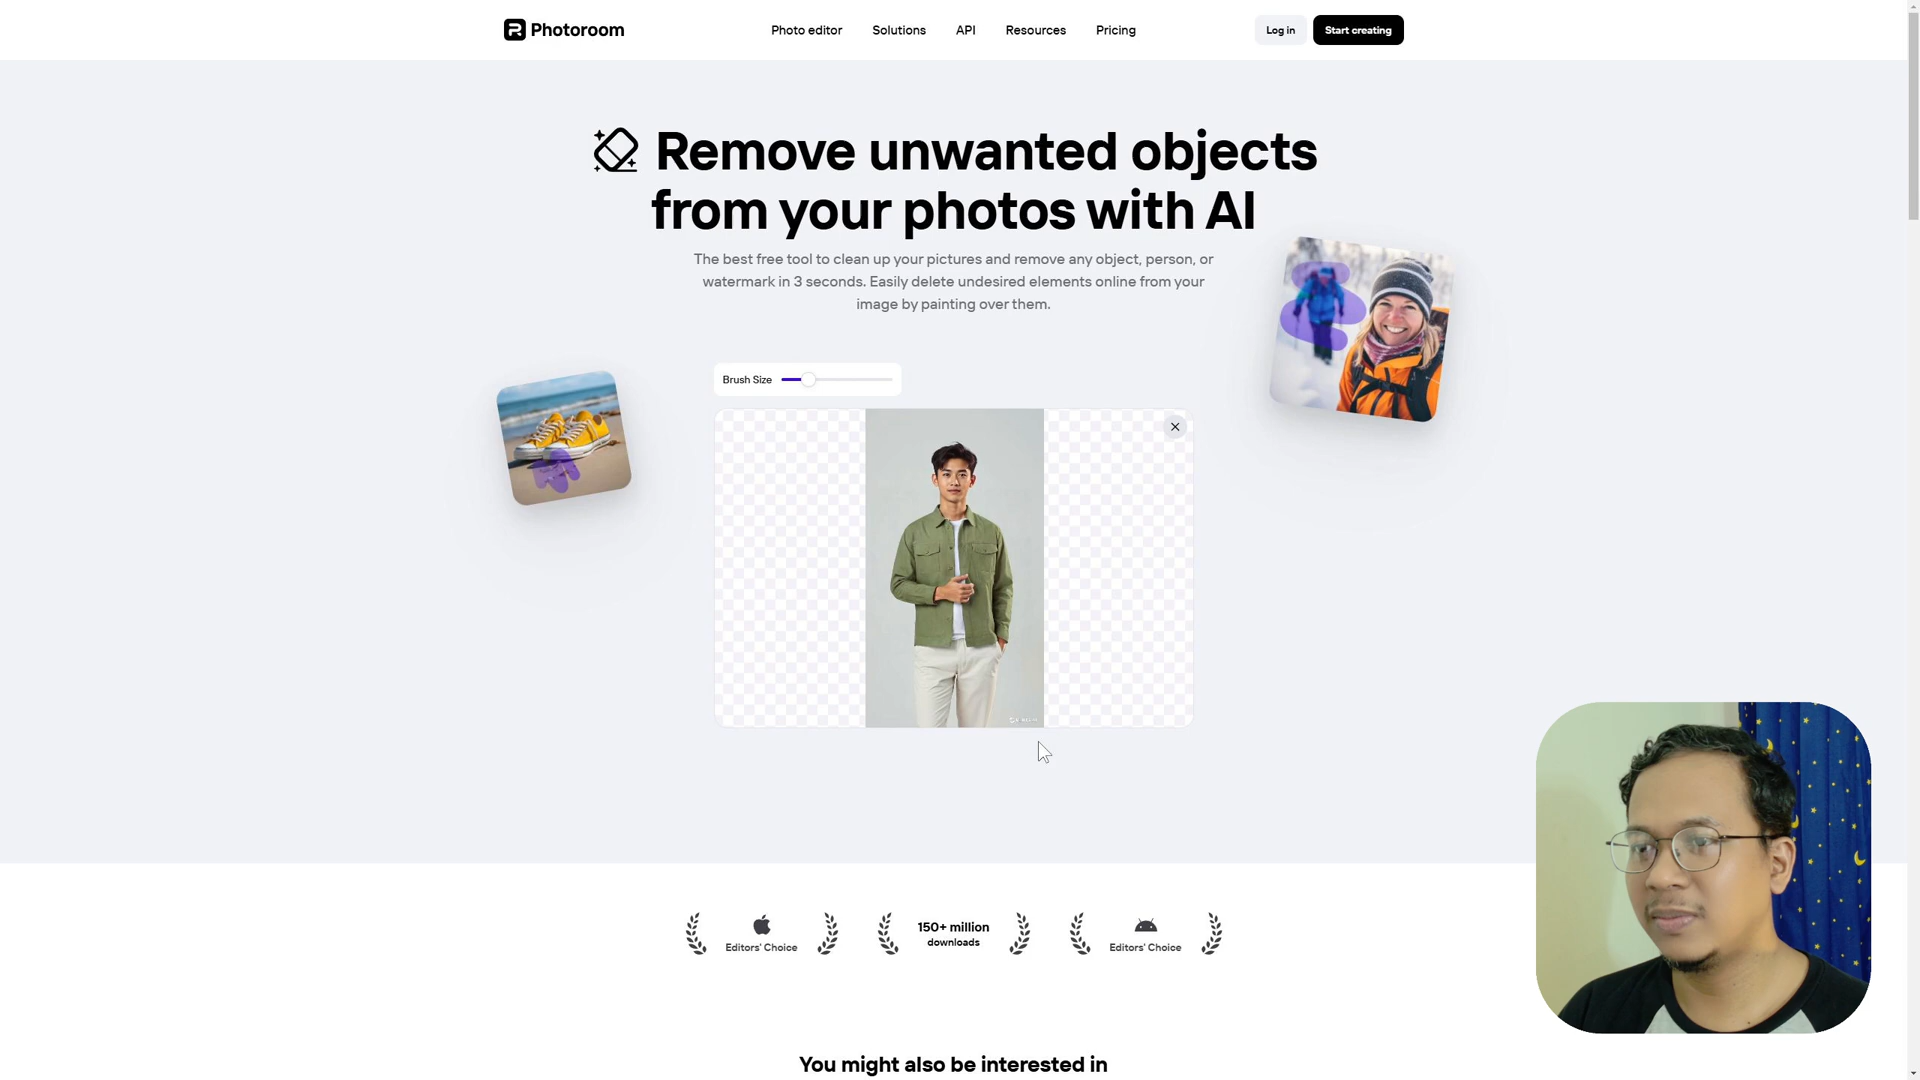 Photoroom
Photo editor
Solutions
API
Resources
Pricing
Log in
Start creating
Remove unwanted objects
from your photos with AI
The best free tool to clean up your pictures and remove any object, person, or
watermark in 3 seconds. Easily delete undesired elements online from your
image by painting over them.
Brush Size
Editors' Choice
150+ million
downloads
Editors' Choice
You might also be interested in